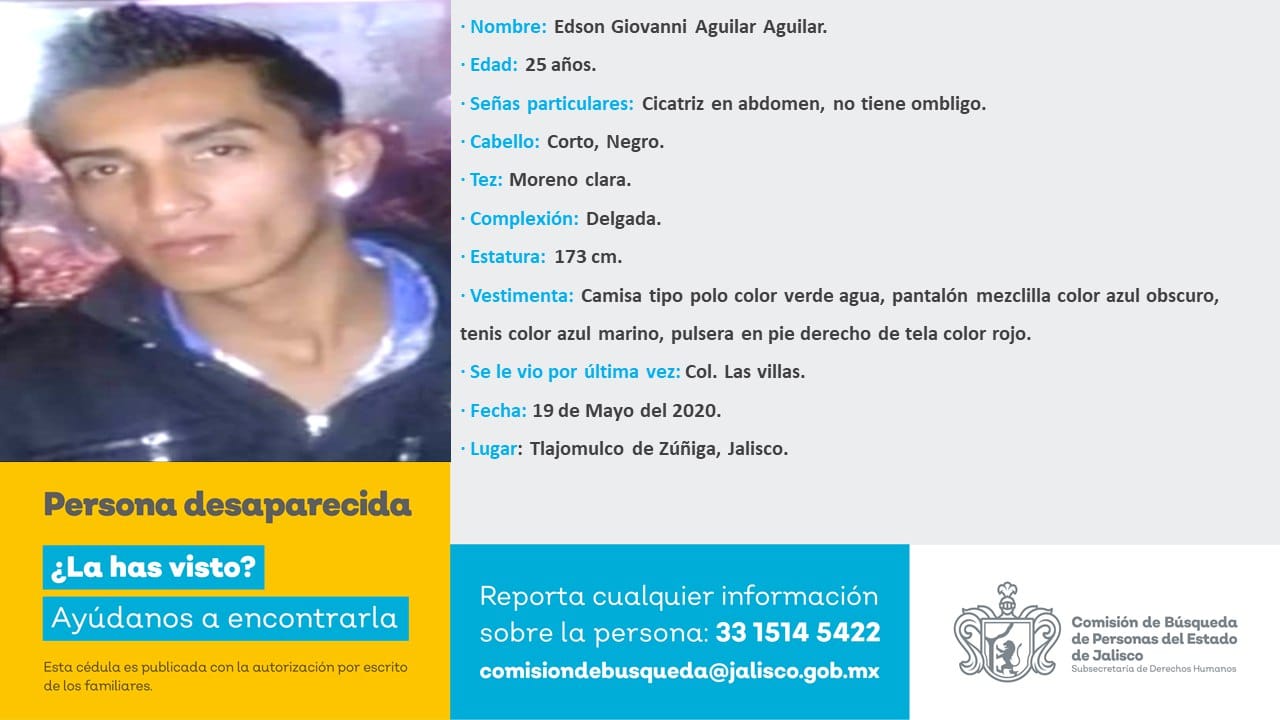 · Nombre: Edson Giovanni Aguilar Aguilar.
· Edad: 25 años.
· Señas particulares: Cicatriz en abdomen, no tiene ombligo.
· Cabello: Corto, Negro.
· Tez: Moreno clara.
· Complexión: Delgada.
· Estatura: 173 cm.
· Vestimenta: Camisa tipo polo color verde agua, pantalón mezclilla color azul obscuro,
tenis color azul marino, pulsera en pie derecho de tela color rojo.
· Se le vio por última vez: Col. Las villas.
· Fecha: 19 de Mayo del 2020.
· Lugar: Tlajomulco de Zúñiga, Jalisco.
Persona desaparecida
¿La has visto?
Ayúdanos a encontrarla
Esta cédula es publicada con la autorización por escrito
de los familiares.
Reporta cualquier información
sobre la persona: 33 1514 5422
comisiondebusqueda@jalisco.gob.mx
Comisión de Búsqueda
de Personas del Estado
de Jalisco
Subsecretaría de Derechos Humanos